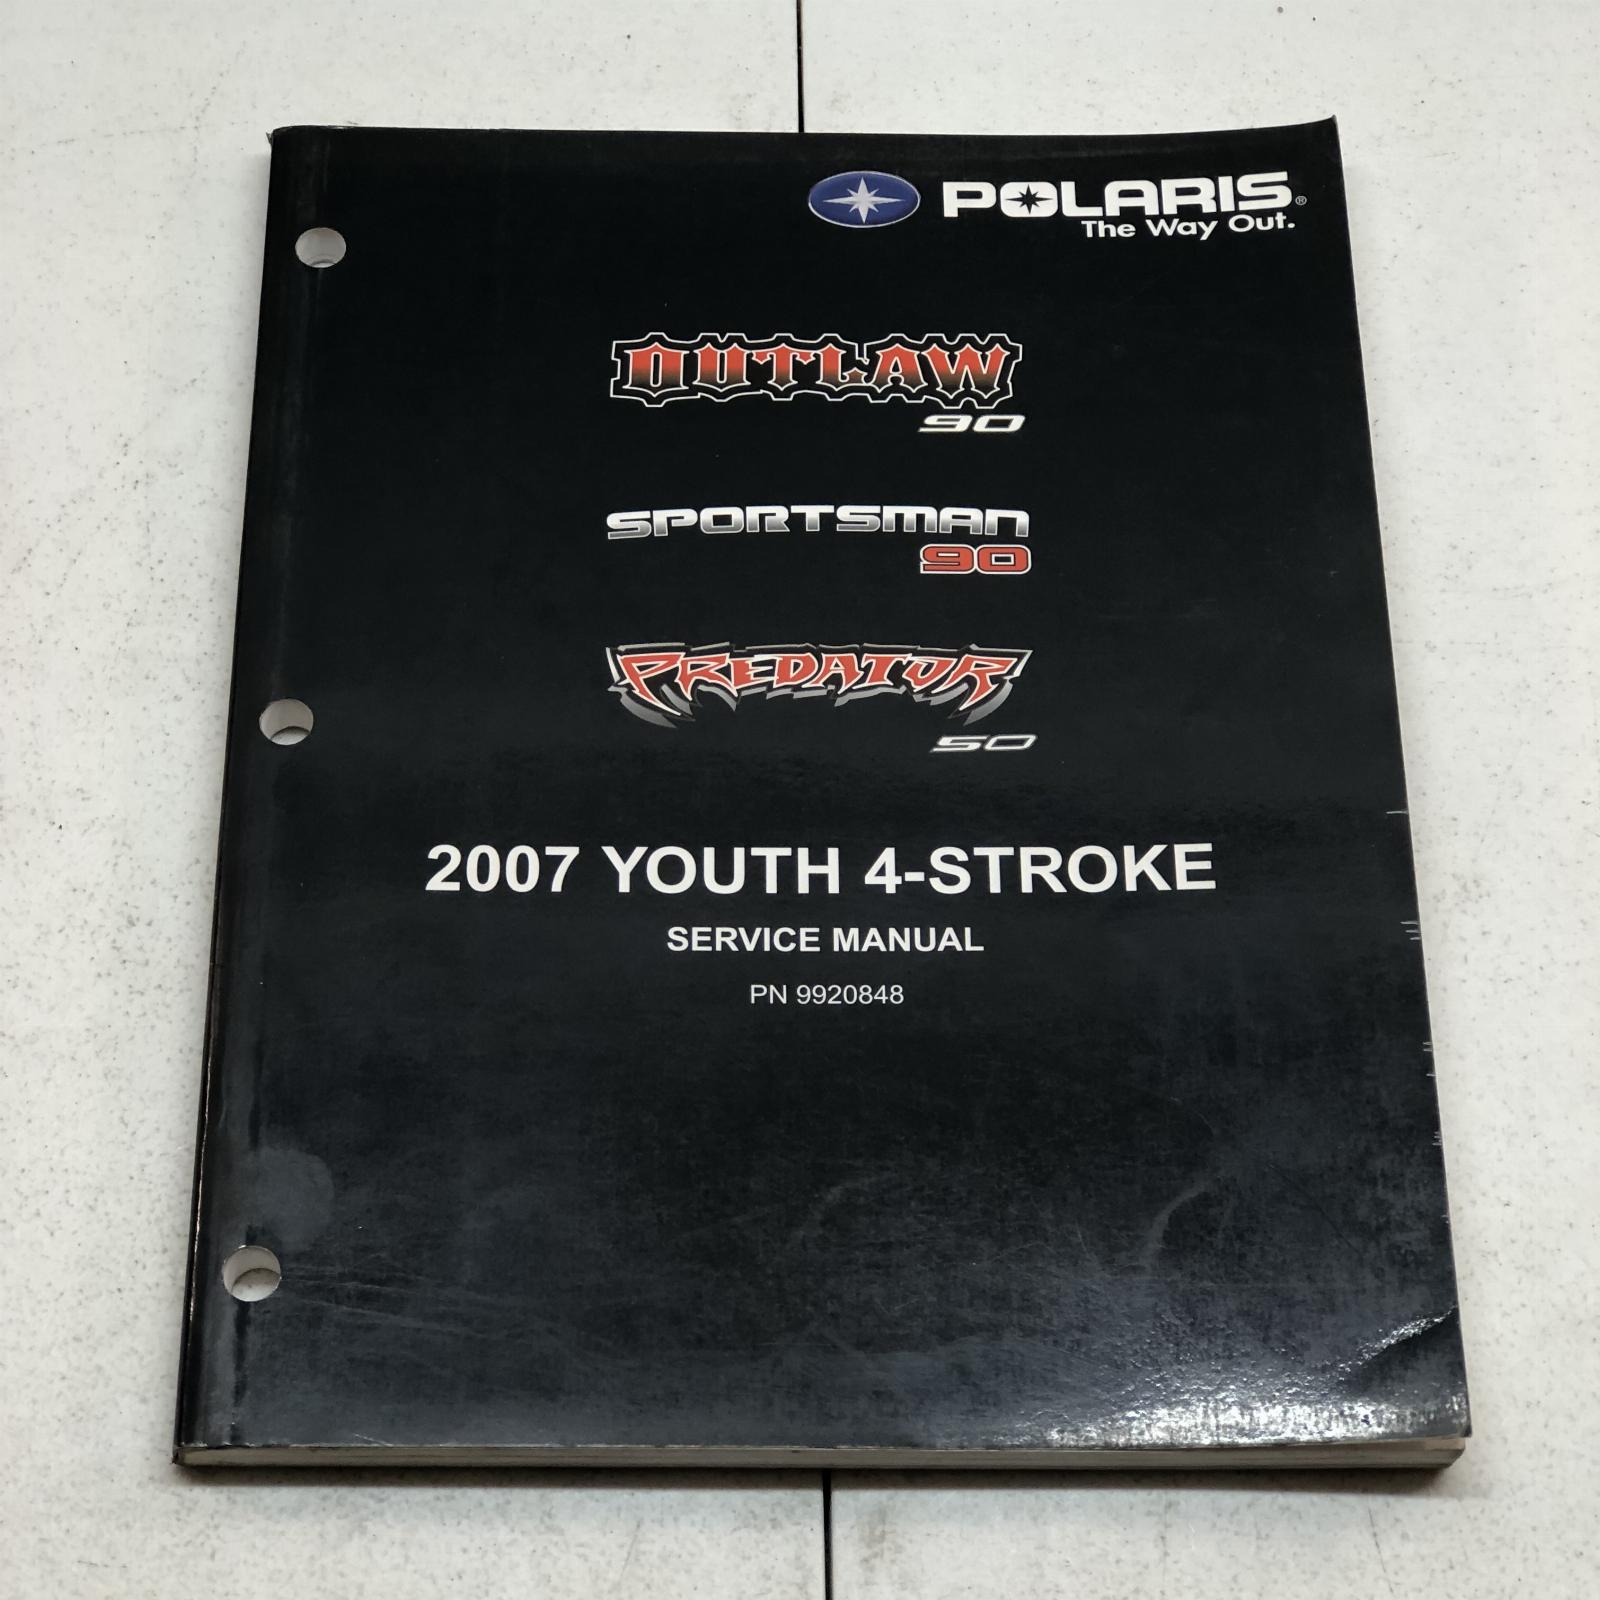 POLARIS®
The Way Out.
OUTLAW
90
SPORTSMAN
90
PREDATOR
50
2007 YOUTH 4-STROKE
SERVICE MANUAL
PN 9920848